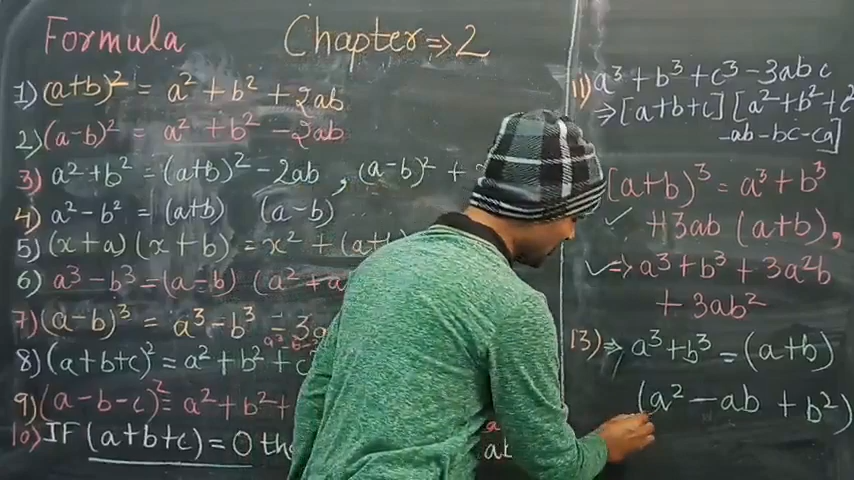 Formula Chapter ⇒ 2
1) (a+b)² = a² + b² + 2ab
2) (a-b)² = a² + b² - 2ab
3) a² + b² = (a+b)² - 2ab, (a-b)² +
4) a² - b² = (a+b) (a-b)
5) (x+a) (x+b) = x² +
6) a³ - b³ = (a-b) (a² + a
7) (a-b)³ = a³ - b³ - 3
8) (a+b+c)² = a² + b² + c
9) (a-b-c)² = a² + b² +
10) IF (a+b+c) = 0
11) a³ + b³ + c³ - 3abc
⇒ [a+b+c] [a² + b² + c²
-ab-bc-ca]
[a+b]³ = a³ + b³
+3ab (a+b),
✓⇒ a³ + b³ + 3a²b
+ 3ab²
13) ⇒ a³ + b³ = (a+b)
(a² - ab + b²)